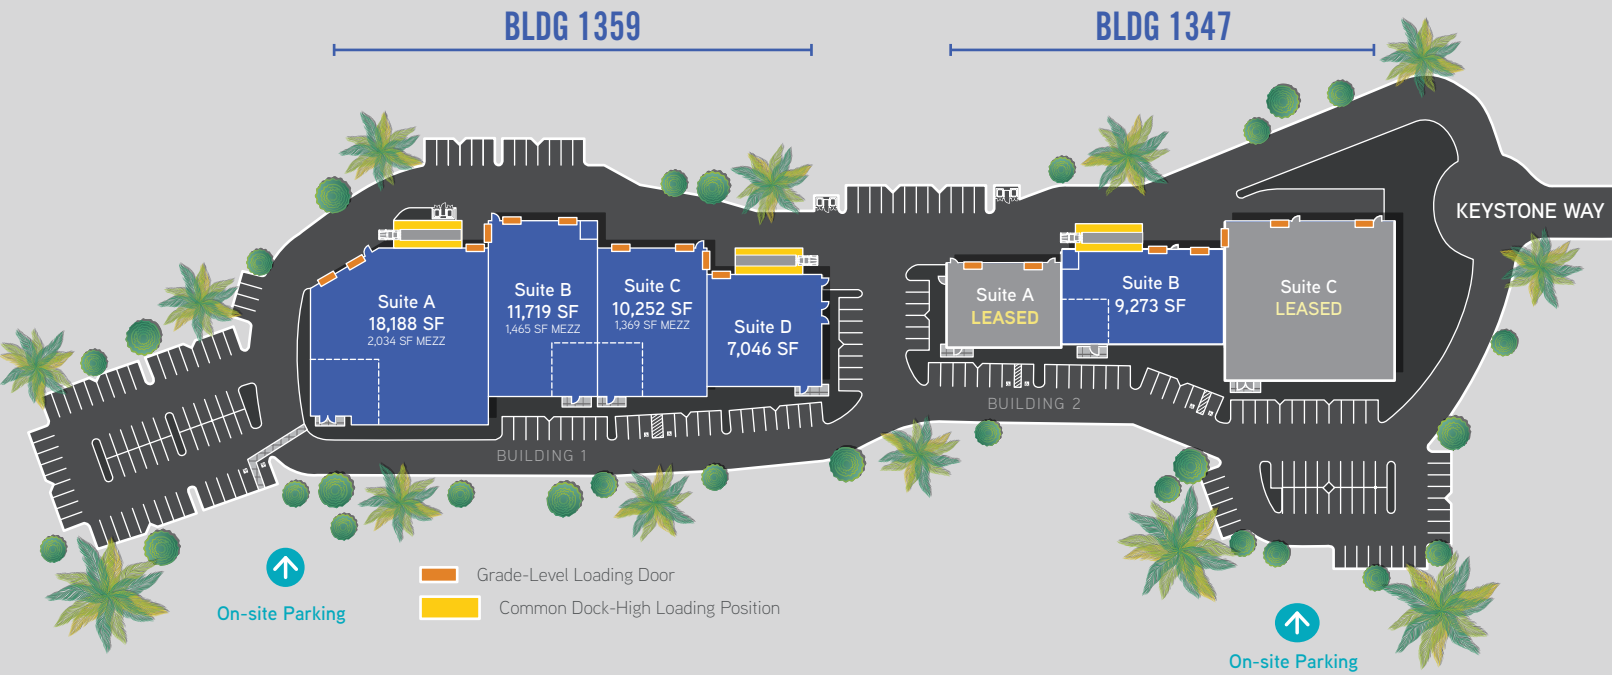 BLDG 1359
BLDG 1347
KEYSTONE WAY
Suite A
18,188 SF
2,034 SF MEZZ
Suite B
11,719 SF
1,465 SF MEZZ
Suite C
10,252 SF
1,369 SF MEZZ
Suite D
7,046 SF
Suite A
LEASED
Suite B
9,273 SF
Suite C
LEASED
BUILDING 1
BUILDING 2
Grade-Level Loading Door
Common Dock-High Loading Position
On-site Parking
On-site Parking